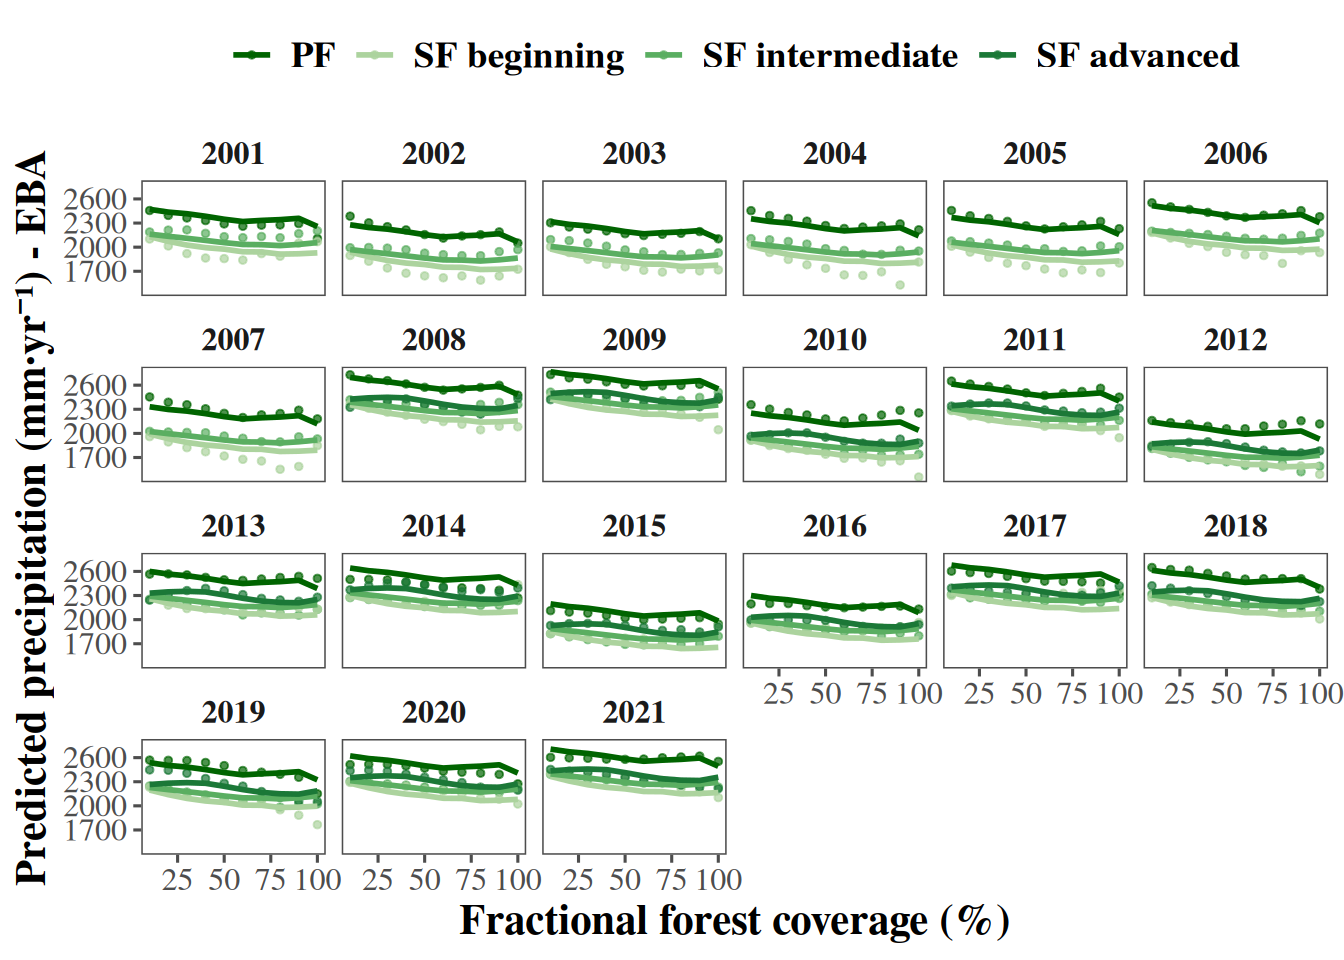 PF SF beginning SF intermediate SF advanced
Predicted precipitation (mm·yr⁻¹) - EBA
2001 2002 2003 2004 2005 2006
2600
2300
2000
1700
2007 2008 2009 2010 2011 2012
2600
2300
2000
1700
2013 2014 2015 2016 2017 2018
2600
2300
2000
1700
25 50 75 100 25 50 75 100 25 50 75 100
2019 2020 2021
2600
2300
2000
1700
25 50 75 100 25 50 75 100 25 50 75 100
Fractional forest coverage (%)